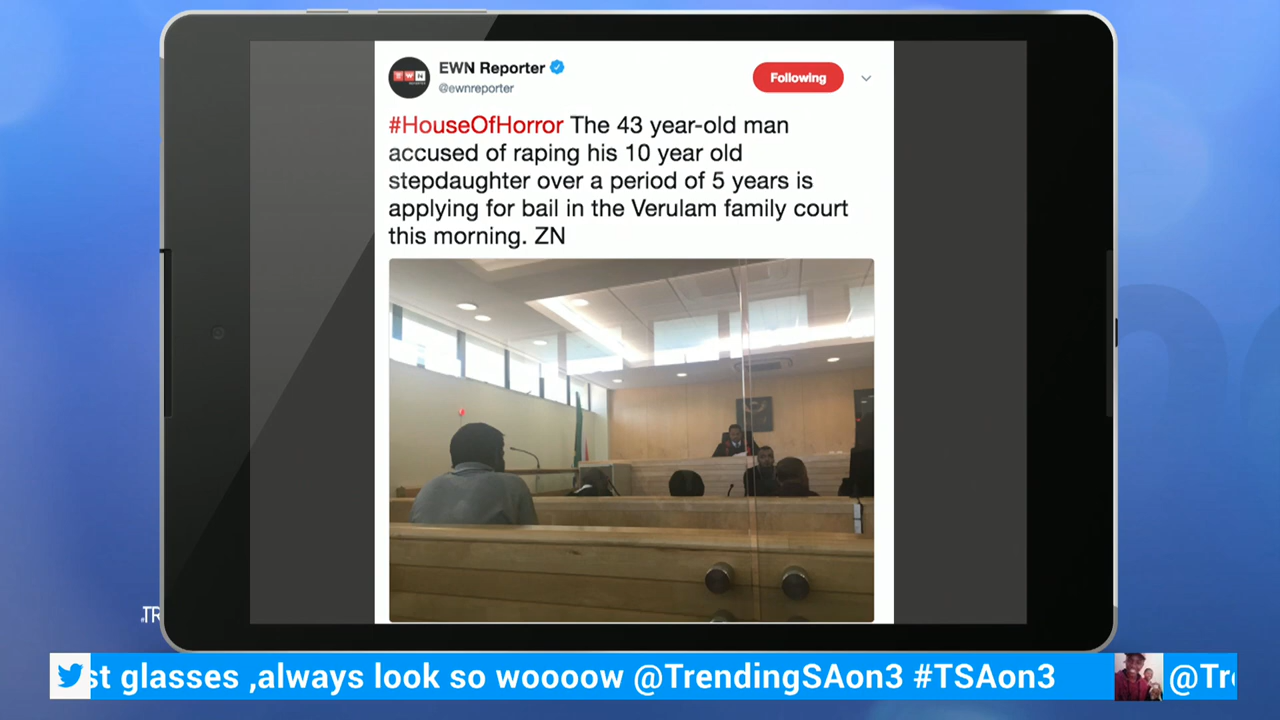 EWN Reporter
@ewnreporter
Following
#HouseOfHorror The 43 year-old man
accused of raping his 10 year old
stepdaughter over a period of 5 years is
applying for bail in the Verulam family court
this morning. ZN
EWN
st glasses ,always look so woooow @TrendingSAon3 #TSAon3
@Tr